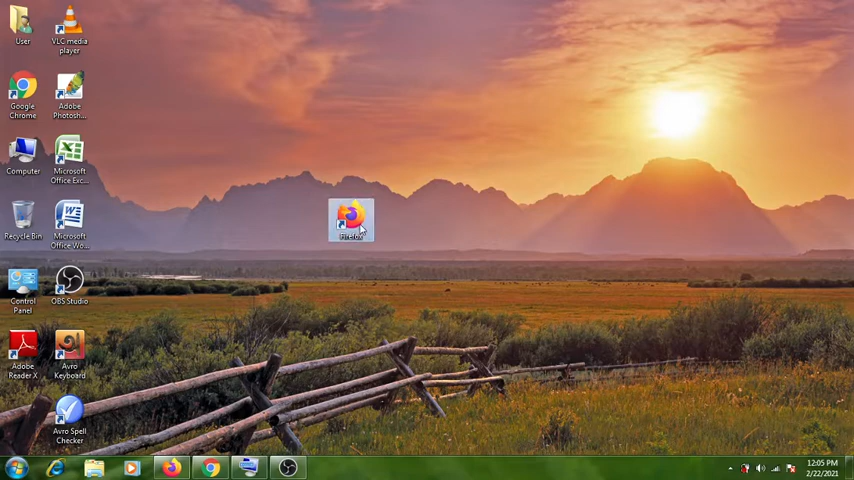 User
VLC media
player
Google
Chrome
Adobe
Photosh...
Computer
Microsoft
Office Exc...
Firefox
Recycle Bin
Microsoft
Office Wo...
Control
Panel
OBS Studio
Adobe
Reader X
Avro
Keyboard
Avro Spell
Checker
12:05 PM
2/22/2021